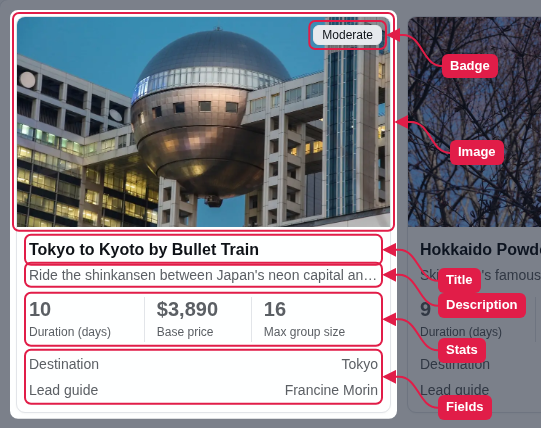 Moderate
Badge
Image
Tokyo to Kyoto by Bullet Train
Ride the shinkansen between Japan's neon capital an…
10
Duration (days)
$3,890
Base price
16
Max group size
Destination
Tokyo
Lead guide
Francine Morin
Hokkaido Powd
Title
Description
Stats
Fields
's famous
9
Duration (days)
Destination
Lead guide